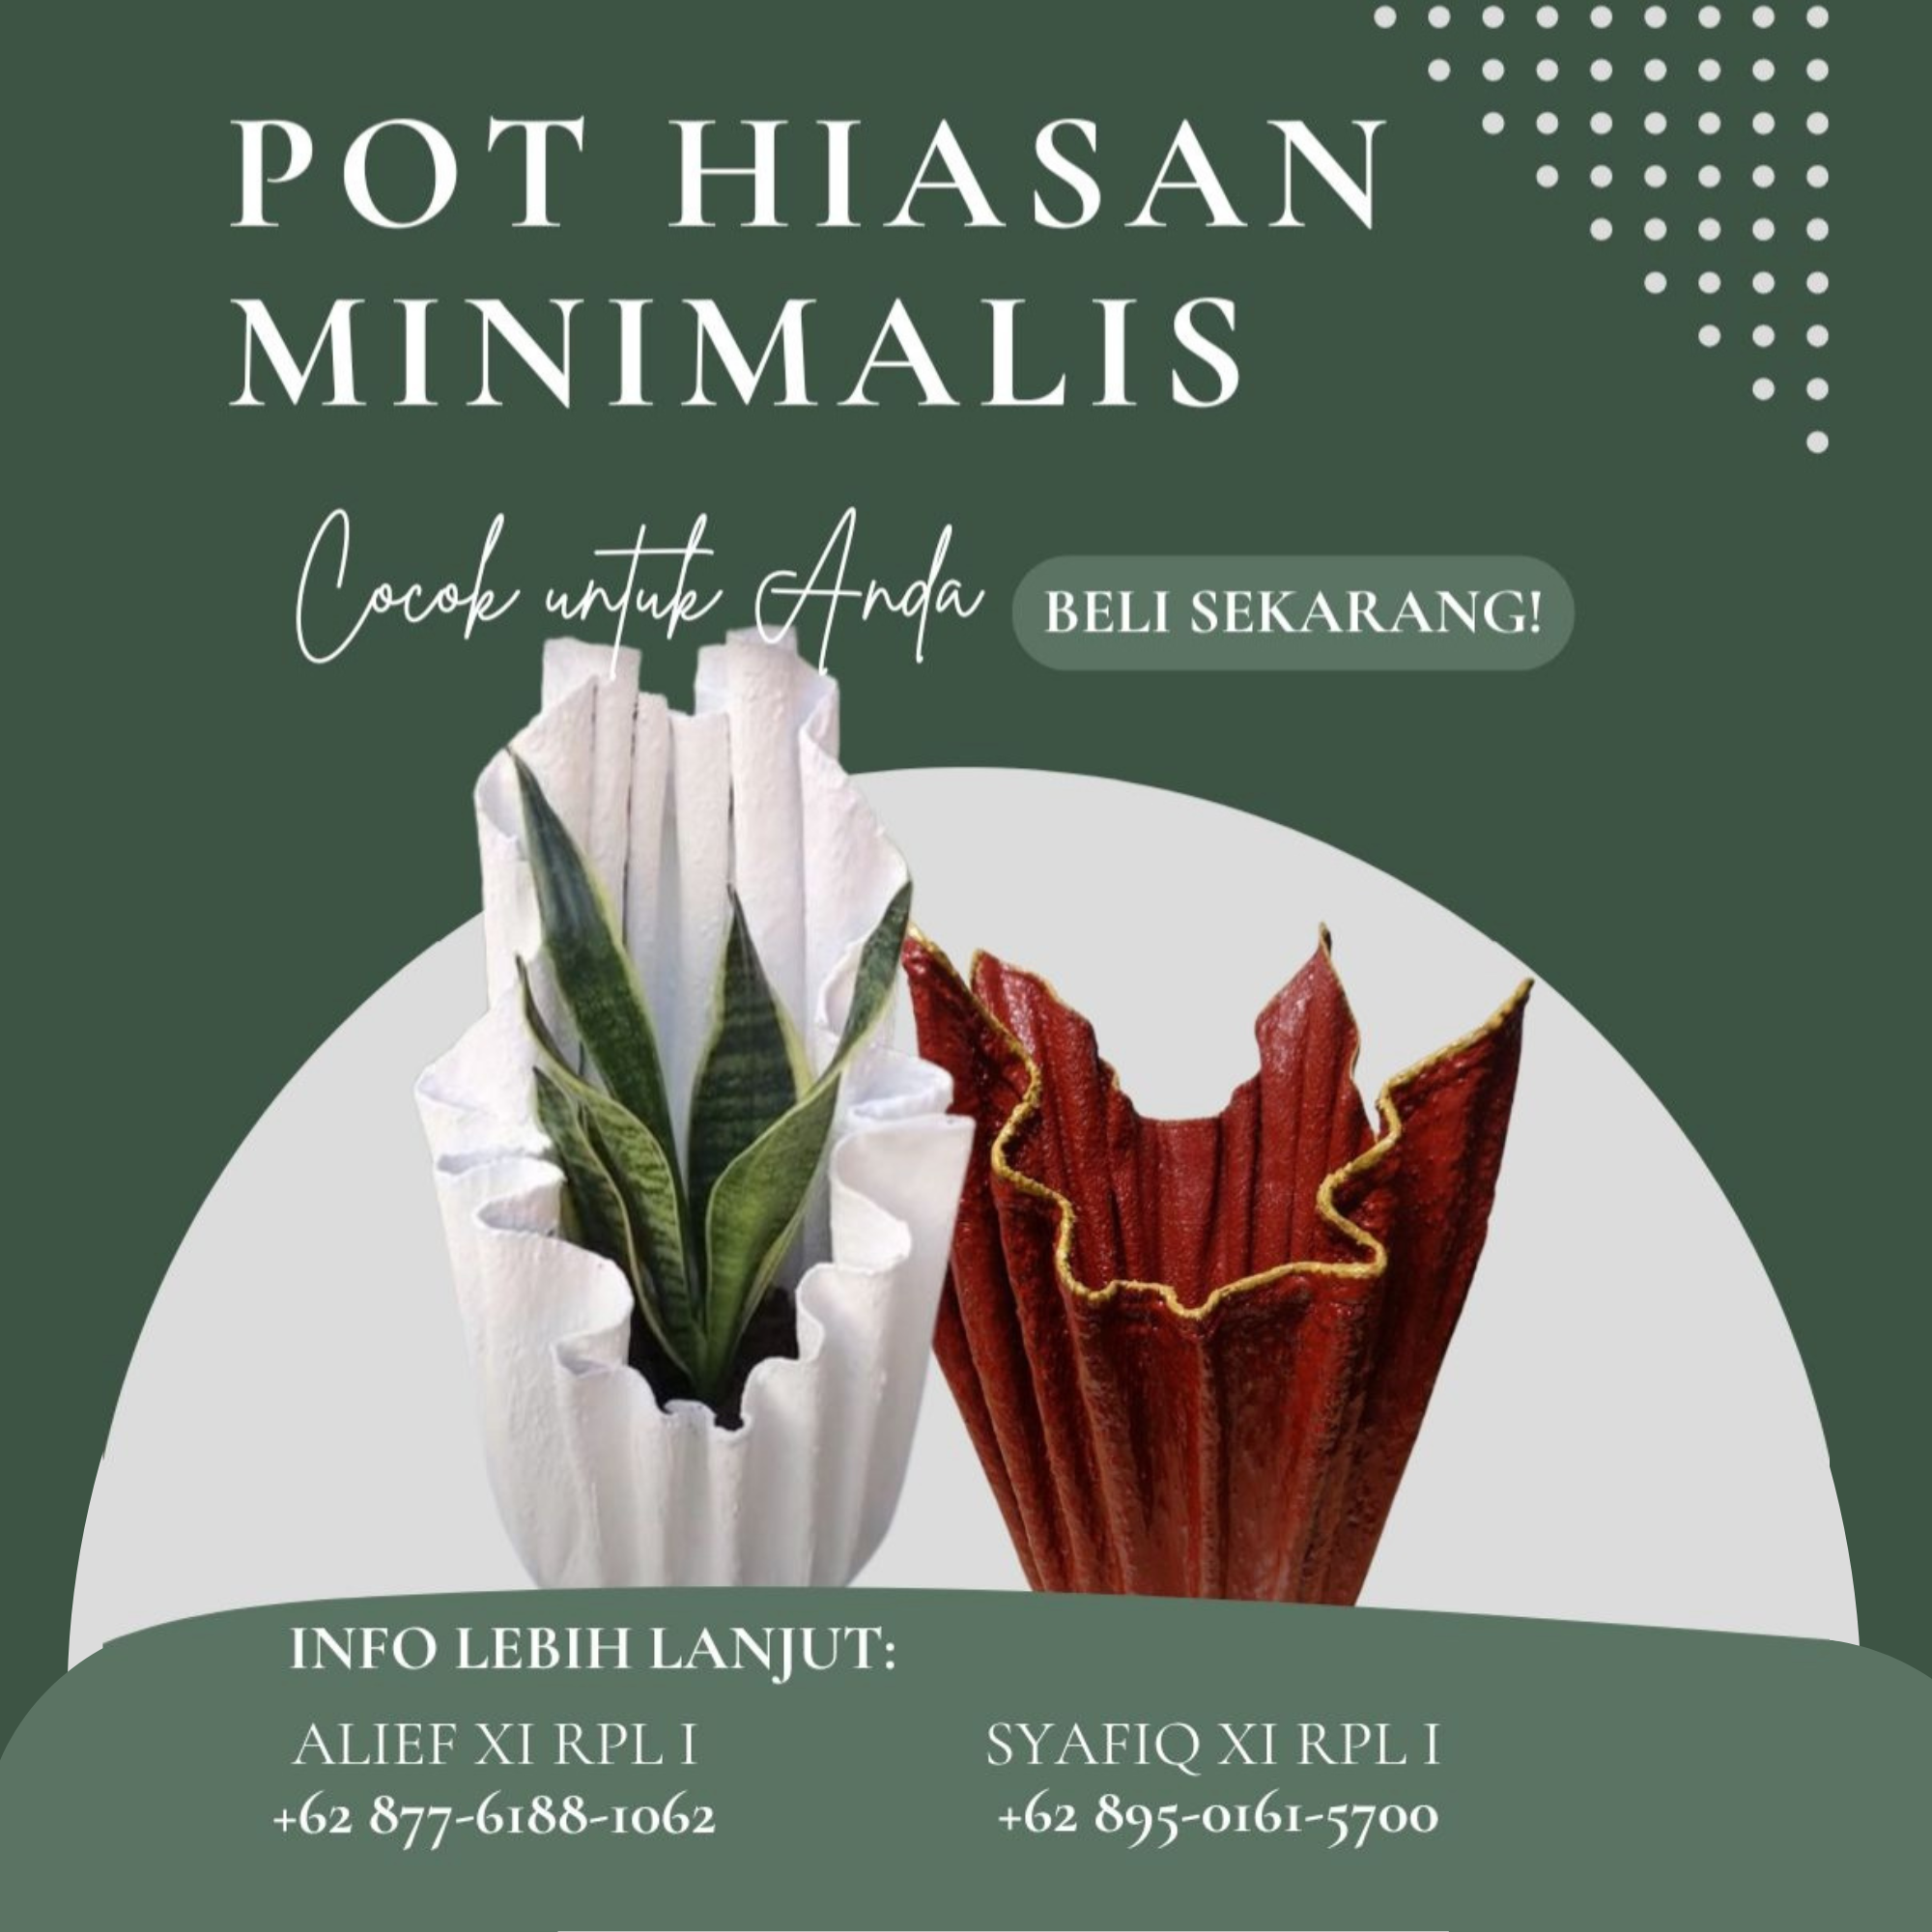 POT HIASAN
MINIMALIS
Cocok untuk Anda
BELI SEKARANG!
INFO LEBIH LANJUT:
ALIEF XI RPL I
+62 877-6188-1062
SYAFIQ XI RPL I
+62 895-0161-5700